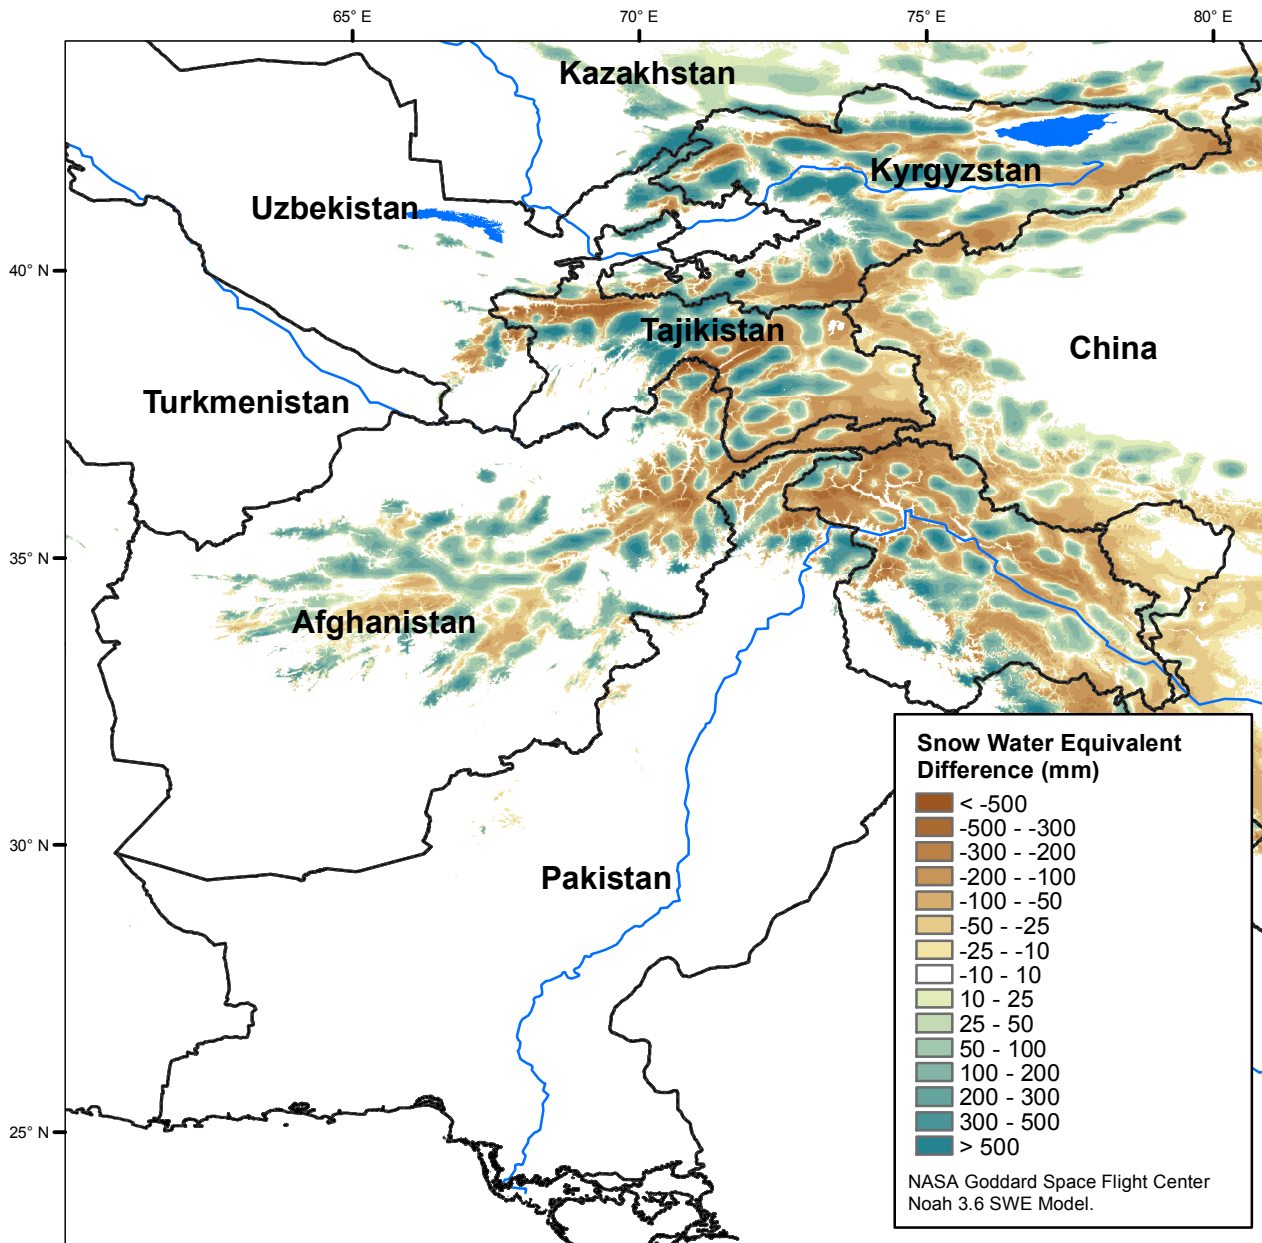 65° E
70° E
75° E
80° E
Kazakhstan
Kyrgyzstan
Uzbekistan
40° N
Tajikistan
China
Turkmenistan
35° N
Afghanistan
30° N
Pakistan
25° N
Snow Water Equivalent
Difference (mm)
< -500
-500 - -300
-300 - -200
-200 - -100
-100 - -50
-50 - -25
-25 - -10
-10 - 10
10 - 25
25 - 50
50 - 100
100 - 200
200 - 300
300 - 500
> 500
NASA Goddard Space Flight Center
Noah 3.6 SWE Model.